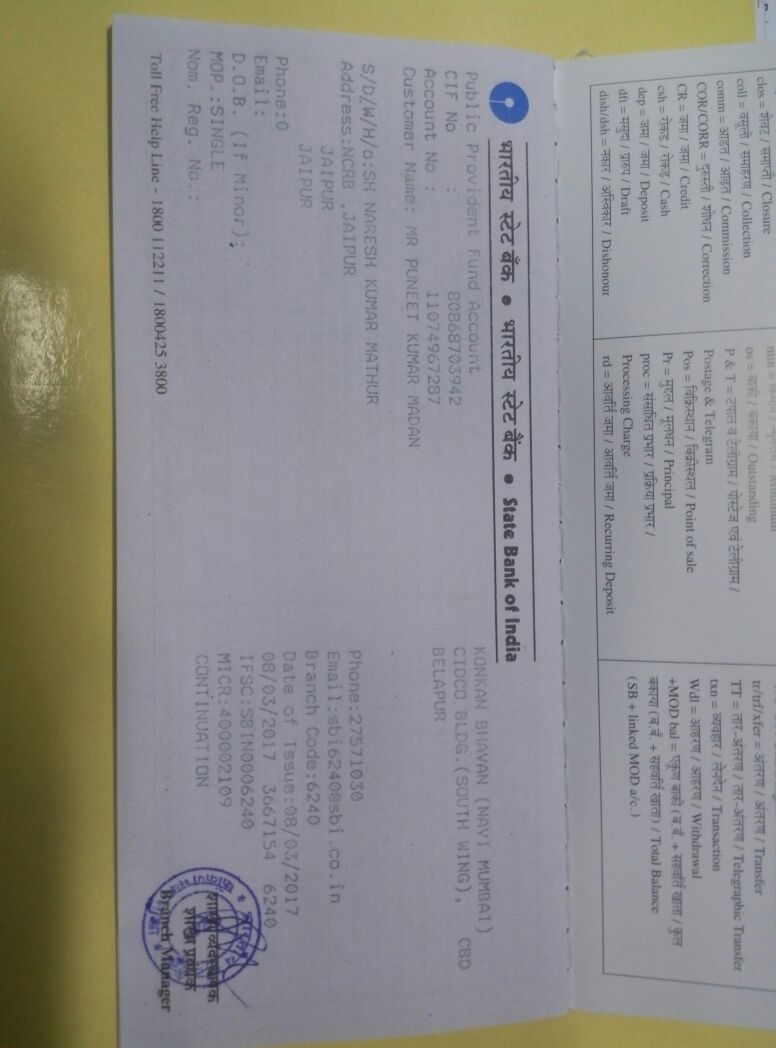 clos = शेवट / समाप्ती / Closure
coll = वसुली / समाहरण / Collection
comm = आडत / आढ़त / Commission
COR/CORR = दुरुस्ती / शोधन / Correction
CR = जमा / जमा / Credit
csh = रोकड / रोकड़ / Cash
dep = जमा / जमा / Deposit
dft = मसुदा / प्रारुप / Draft
dish/dsh = नकार / अस्विकार / Dishonour
os = बाकी / बकाया / Outstanding
P & T = टपाल व टेलीग्राम / पोस्टेज एवं टेलीग्राम /
Postage & Telegram
Pos = विक्रिस्थान / बिक्रीस्थल / Point of sale
Pr = मुद्दल / मूलधन / Principal
proc = संसाधित प्रभार / प्रक्रिया प्रभार /
Processing Charge
rd = आवर्ति जमा / आवर्ति जमा / Recurring Deposit
tr/trf/xfer = अंतरण / अंतरण / Transfer
TT = तार-अंतरण / तार-अंतरण / Telegraphic Transfer
txn = व्यवहार / लेनदेन / Transaction
Wdl = आहरण / आहरण / Withdrawal
+MOD bal = एकूण बाकी (ब.बँ. + सहवर्ति खाता / कुल
बकाया (ब.बं. + सहवर्ति खाता) / Total Balance
(SB + linked MOD a/c.)
भारतीय स्टेट बँक ● भारतीय स्टेट बैंक ● State Bank of India
Public Provident Fund Account
CIF No : 80868703942
Account No : 11074967287
Customer Name: MR PUNEET KUMAR MADAN
S/D/W/H/o:SH NARESH KUMAR MATHUR
Address:NCRB ,JAIPUR
JAIPUR
JAIPUR
Phone:0
Email:
D.O.B. (If Minor):
MOP.:SINGLE
Nom. Reg. No.:
KONKAN BHAVAN (NAVI MUMBAI)
CIDCO BLDG.(SOUTH WING), CBD
BELAPUR
Phone:27571030
Email:sbi6240@sbi.co.in
Branch Code:6240
Date of Issue:08/03/2017
08/03/2017 3667154 6240
IFSC:SBIN0006240
MICR:400002109
CONTINUATION
शाखा व्यवस्थापक
शाखा प्रबंधक
Branch Manager
Toll Free Help Line - 1800 112211 / 1800425 3800